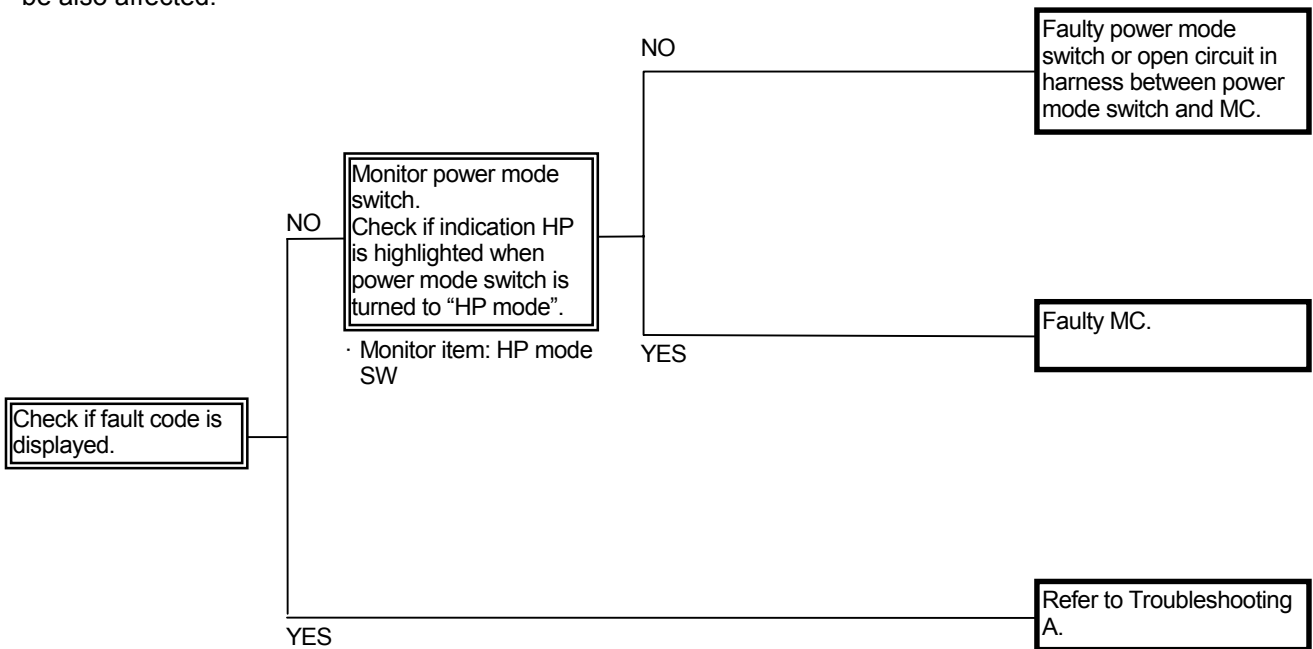 be also affected.
NO
Faulty power mode
switch or open circuit in
harness between power
mode switch and MC.
Monitor power mode
switch.
Check if indication HP
is highlighted when
power mode switch is
turned to “HP mode”.
NO
· Monitor item: HP mode
SW
YES
Faulty MC.
Check if fault code is
displayed.
YES
Refer to Troubleshooting
A.